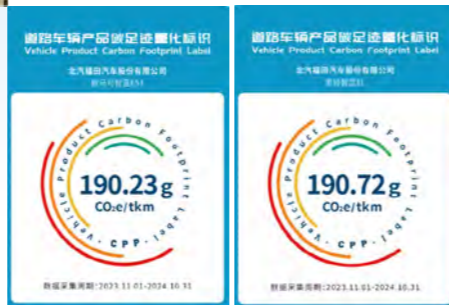 道路车辆产品碳足迹量化标识
Vehicle Product Carbon Footprint Label
北汽福田汽车股份有限公司
Vehicle Product Carbon Footprint Label · CPP ·
190.23g
CO₂e/tkm
数据采集周期:2023.11.01-2024.10.31
道路车辆产品碳足迹量化标识
Vehicle Product Carbon Footprint Label
北汽福田汽车股份有限公司
Vehicle Product Carbon Footprint Label · CPP ·
190.72g
CO₂e/tkm
数据采集周期:2023.11.01-2024.10.31